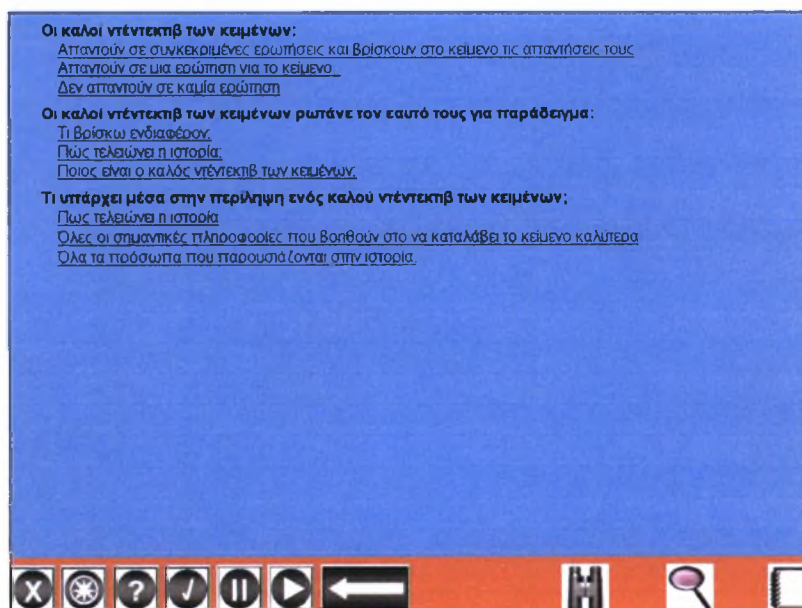 Οι καλοί ντέντεκτιβ των κειμένων:
Απαντούν σε συγκεκριμένες ερωτήσεις και βρίσκουν στο κείμενο τις απαντήσεις τους
Απαντούν σε μια ερώτηση για το κείμενο
Δεν απαντούν σε καμία ερώτηση
Οι καλοί ντέντεκτιβ των κειμένων ρωτάνε τον εαυτό τους για παράδειγμα:
Τι βρίσκω ενδιαφέρον;
Πώς τελειώνει η ιστορία;
Ποιος είναι ο καλός ντέντεκτιβ των κειμένων;
Τι υπάρχει μέσα στην περίληψη ενός καλού ντέντεκτιβ των κειμένων;
Πως τελειώνει η ιστορία
Όλες οι σημαντικές πληροφορίες που βοηθούν στο να καταλάβει το κείμενο καλύτερα
Όλα τα πρόσωπα που παρουσιάζονται στην ιστορία.